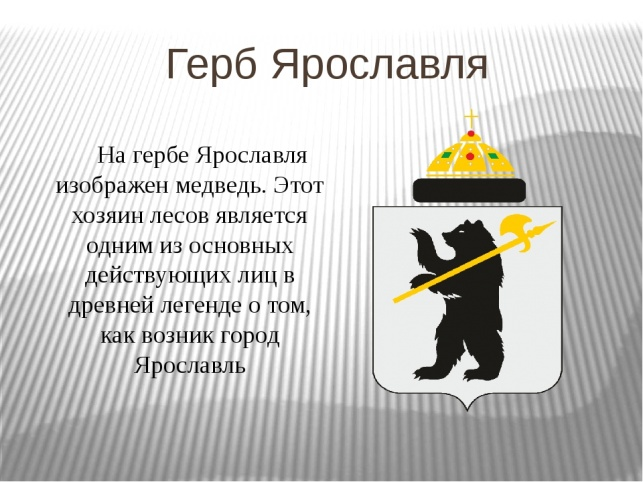 Герб Ярославля
На гербе Ярославля
изображен медведь. Этот
хозяин лесов является
одним из основных
действующих лиц в
древней легенде о том,
как возник город
Ярославль